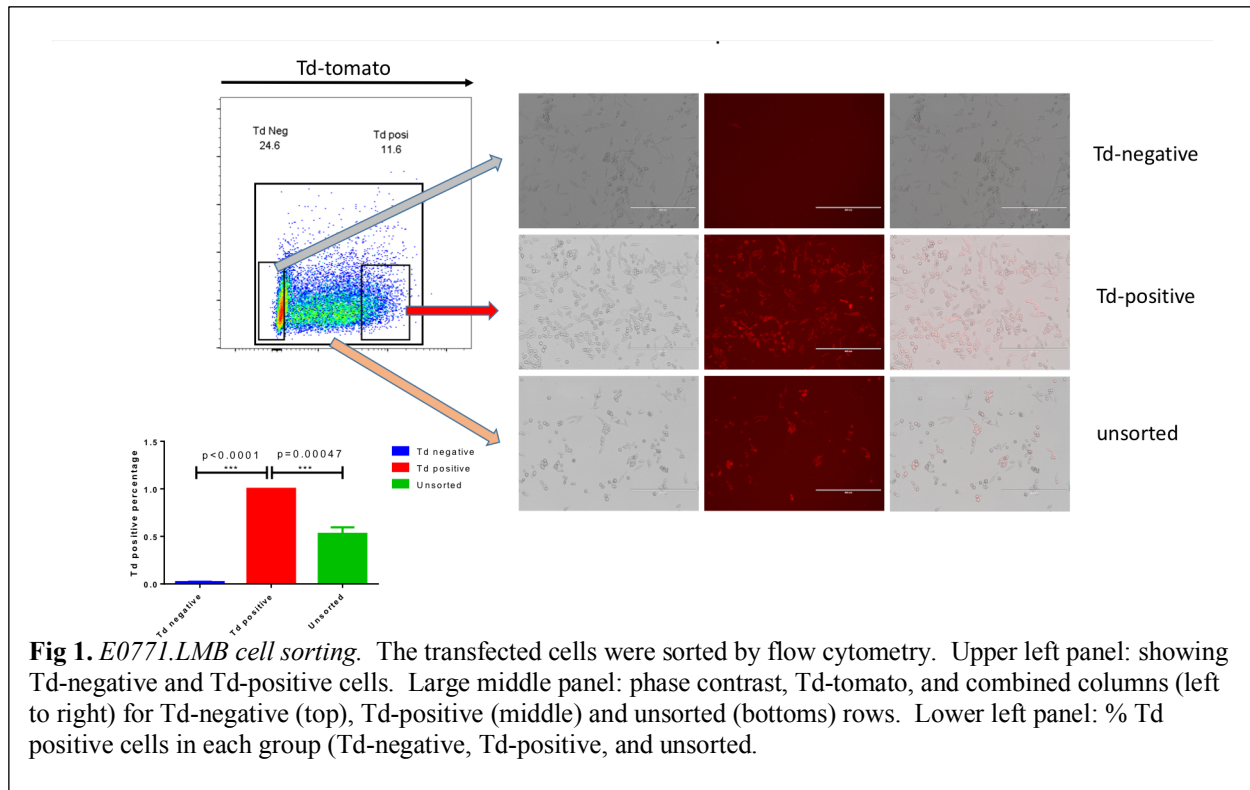 Td-tomato
Td Neg
24.6
Td posi
11.6
Td-negative
Td-positive
unsorted
1.5
1.0
0.5
0.0
Td positive percentage
p<0.0001
***
p=0.00047
***
Td negative
Td positive
Unsorted
Td negative
Td positive
Unsorted
Fig 1. E0771.LMB cell sorting. The transfected cells were sorted by flow cytometry. Upper left panel: showing
Td-negative and Td-positive cells. Large middle panel: phase contrast, Td-tomato, and combined columns (left
to right) for Td-negative (top), Td-positive (middle) and unsorted (bottoms) rows. Lower left panel: % Td
positive cells in each group (Td-negative, Td-positive, and unsorted.